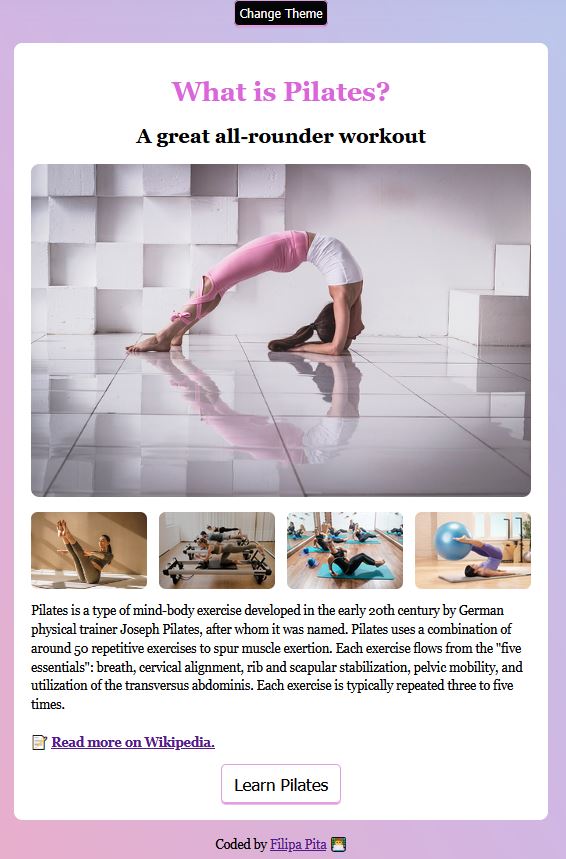 Change Theme
What is Pilates?
A great all-rounder workout
Pilates is a type of mind-body exercise developed in the early 20th century by German
physical trainer Joseph Pilates, after whom it was named. Pilates uses a combination of
around 50 repetitive exercises to spur muscle exertion. Each exercise flows from the "five
essentials": breath, cervical alignment, rib and scapular stabilization, pelvic mobility, and
utilization of the transversus abdominis. Each exercise is typically repeated three to five
times.
📝 Read more on Wikipedia.
Learn Pilates
Coded by Filipa Pita 👩‍💻